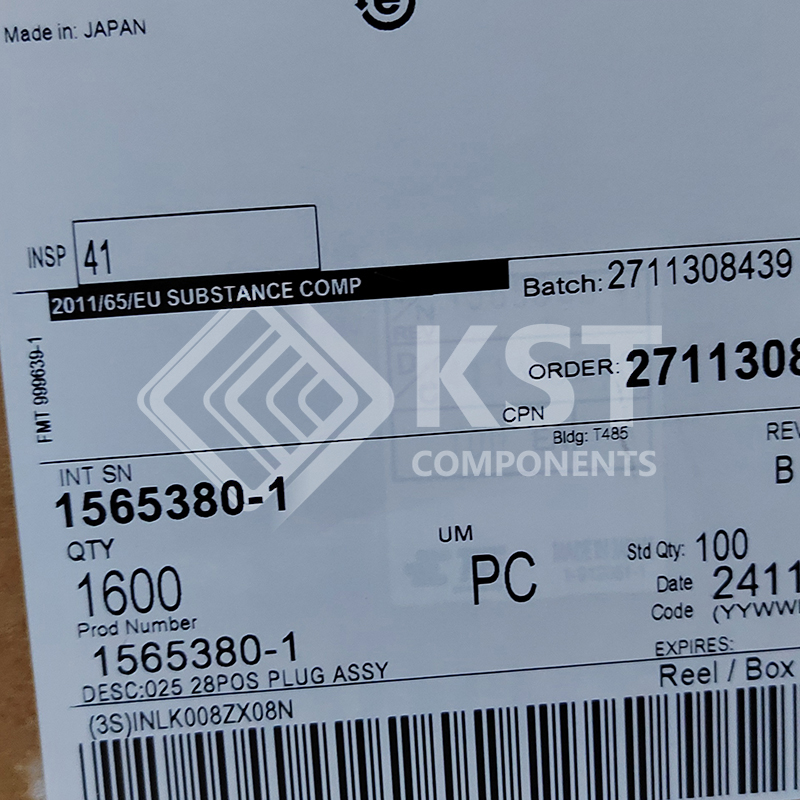 Made in: JAPAN
INSP 41
2011/65/EU SUBSTANCE COMP
Batch: 2711308439
FMT 999639-1
ORDER: 271130
CPN
Bldg: T485
REV
B
KST
COMPONENTS
INT SN
1565380-1
QTY
1600
UM
PC
Std Qty: 100
Date 2411
Code (YYWW
Prod Number
1565380-1
EXPIRES:
DESC:025 28POS PLUG ASSY
Reel / Box
(3S)INLK008ZX08N